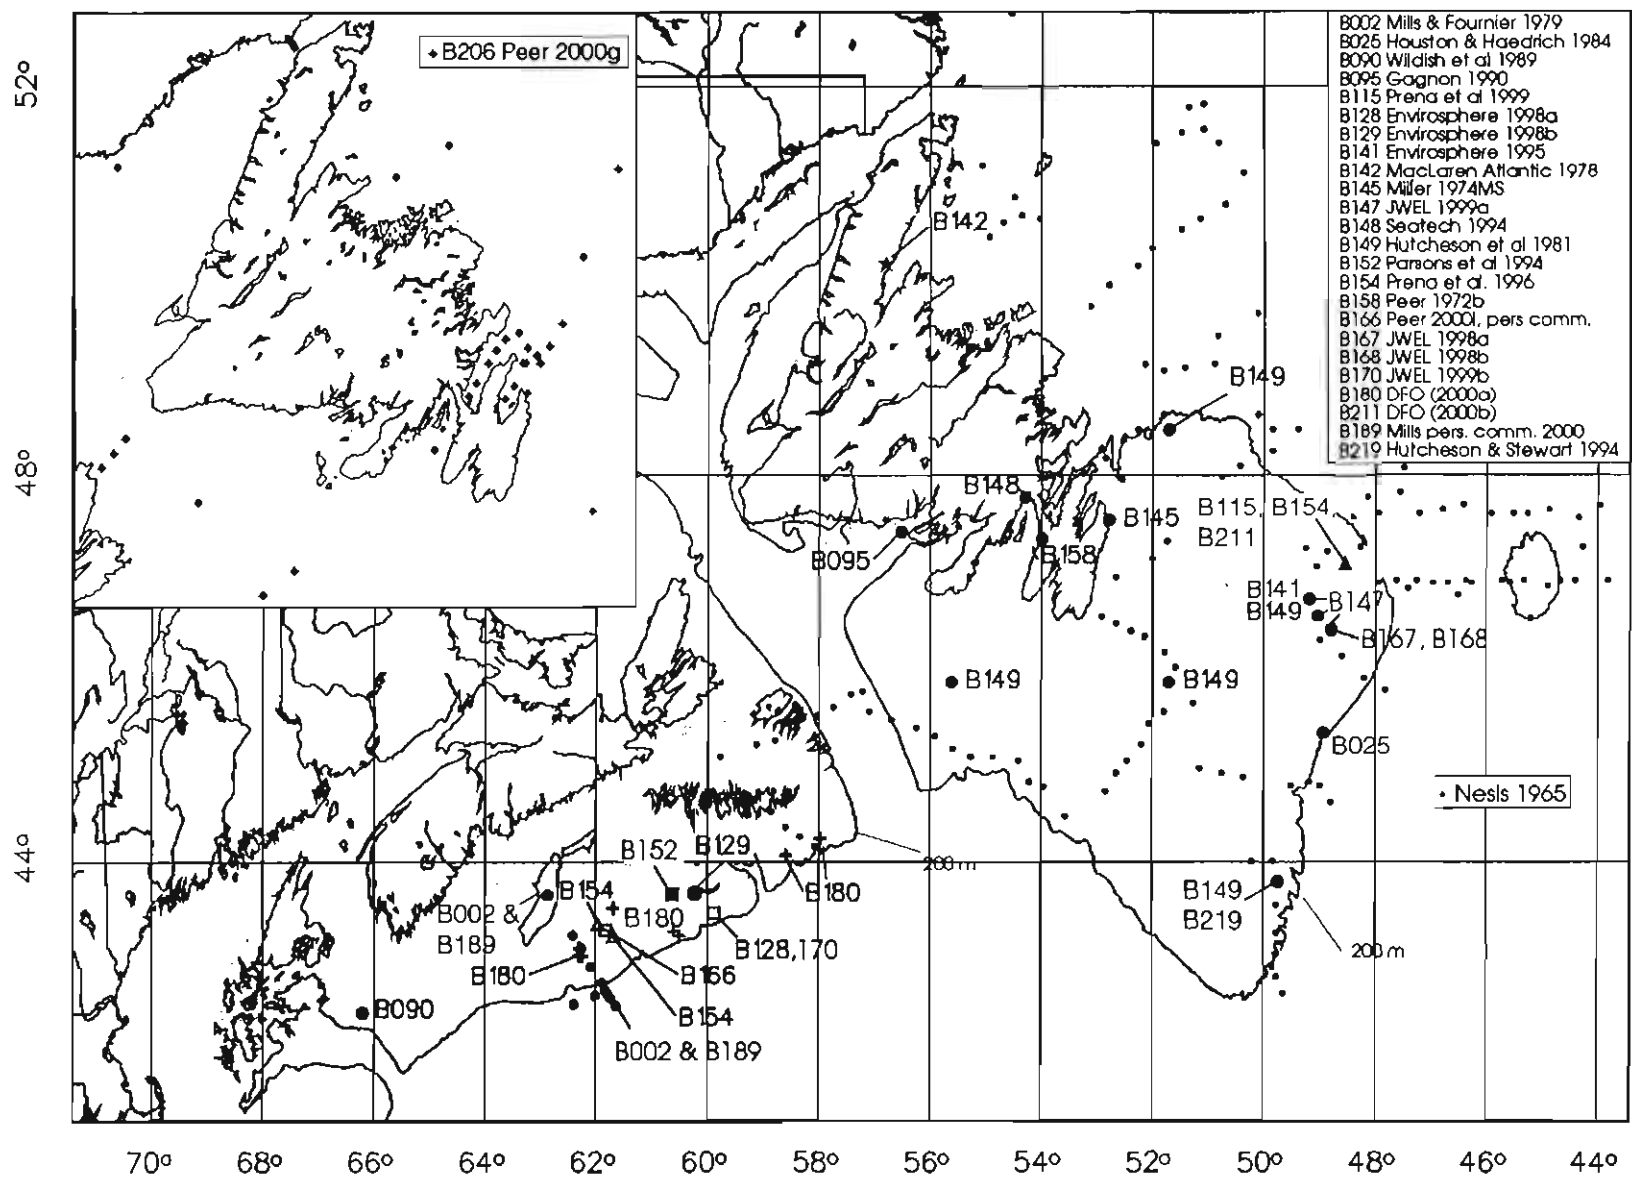 B206 Peer 2000g
B002 Mills & Fournier 1979
B025 Houston & Haedrich 1984
B090 Wildish et al 1989
B095 Gagnon 1990
B115 Prena et al 1999
B128 Envirosphere 1998a
B129 Envirosphere 1998b
B141 Envirosphere 1995
B142 MacLaren Atlantic 1978
B145 Miller 1974MS
B147 JWEL 1999a
B148 Seatech 1994
B149 Hutcheson et al 1981
B152 Parsons et al 1994
B154 Prena et al. 1996
B158 Peer 1972b
B166 Peer 2000l, pers comm.
B167 JWEL 1998a
B168 JWEL 1998b
B170 JWEL 1999b
B180 DFO (2000a)
B211 DFO (2000b)
B189 Mills pers. comm. 2000
B219 Hutcheson & Stewart 1994
52°
48°
44°
B142
B149
B148
B145
B115, B154,
B211
B095
B158
B141
B149
B147
B167, B168
B149
B149
B025
Nesis 1965
B152
B129
200 m
B154
B180
B180
B149
B219
B002 &
B189
B128,170
200 m
B180
B166
B090
B154
B002 & B189
70° 68° 66° 64° 62° 60° 58° 56° 54° 52° 50° 48° 46° 44°